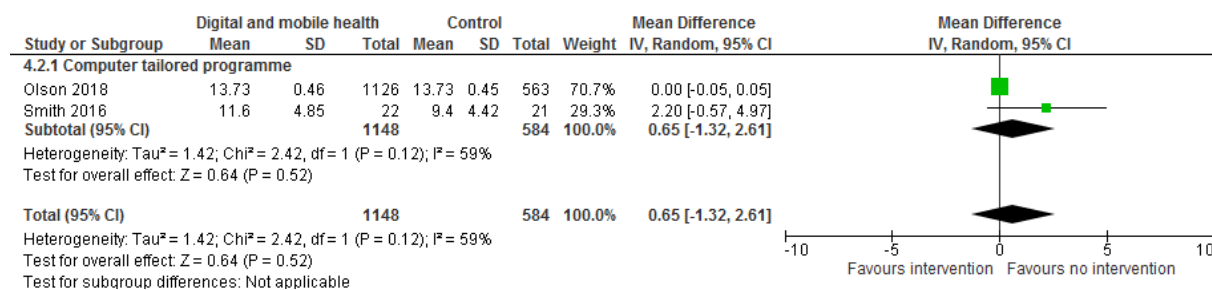 Digital and mobile health Control Mean Difference Mean Difference
Study or Subgroup Mean SD Total Mean SD Total Weight IV, Random, 95% CI IV, Random, 95% CI
4.2.1 Computer tailored programme
Olson 2018 13.73 0.46 1126 13.73 0.45 563 70.7% 0.00 [-0.05, 0.05]
Smith 2016 11.6 4.85 22 9.4 4.42 21 29.3% 2.20 [-0.57, 4.97]
Subtotal (95% CI) 1148 584 100.0% 0.65 [-1.32, 2.61]
Heterogeneity: Tau² = 1.42; Chi² = 2.42, df = 1 (P = 0.12); I² = 59%
Test for overall effect: Z = 0.64 (P = 0.52)
Total (95% CI) 1148 584 100.0% 0.65 [-1.32, 2.61]
Heterogeneity: Tau² = 1.42; Chi² = 2.42, df = 1 (P = 0.12); I² = 59%
-10 -5 0 5 10
Test for overall effect: Z = 0.64 (P = 0.52)
Favours intervention Favours no intervention
Test for subgroup differences: Not applicable